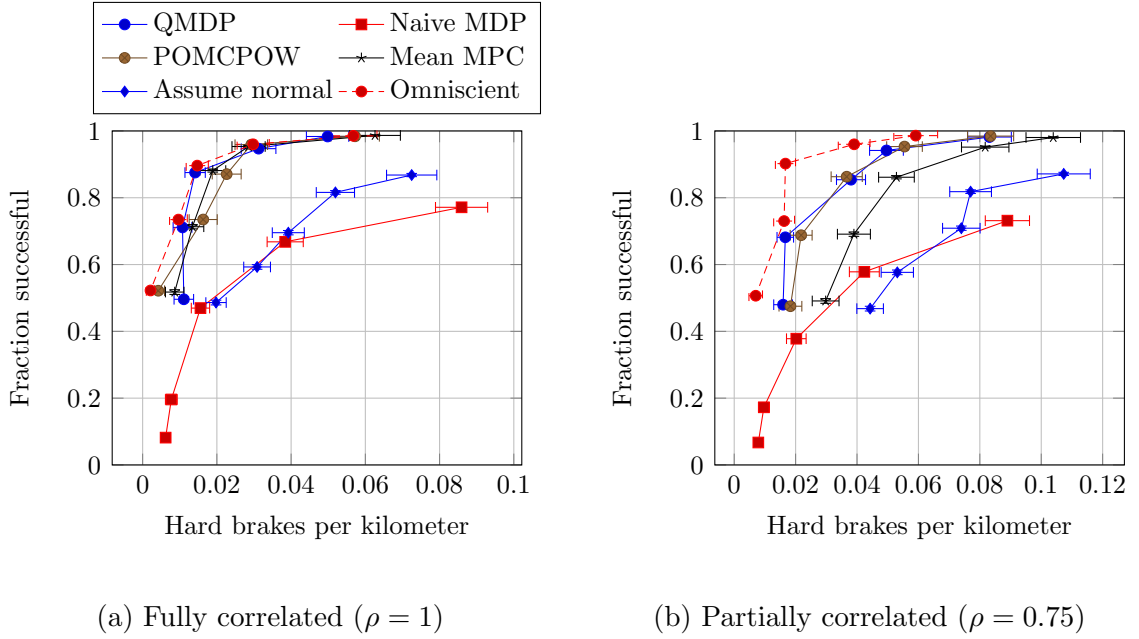 QMDP Naive MDP
POMCPOW Mean MPC
Assume normal Omniscient
Fraction successful
1
0.8
0.6
0.4
0.2
0
0 0.02 0.04 0.06 0.08 0.1
Hard brakes per kilometer
(a) Fully correlated (ρ = 1)
Fraction successful
1
0.8
0.6
0.4
0.2
0
0 0.02 0.04 0.06 0.08 0.1 0.12
Hard brakes per kilometer
(b) Partially correlated (ρ = 0.75)